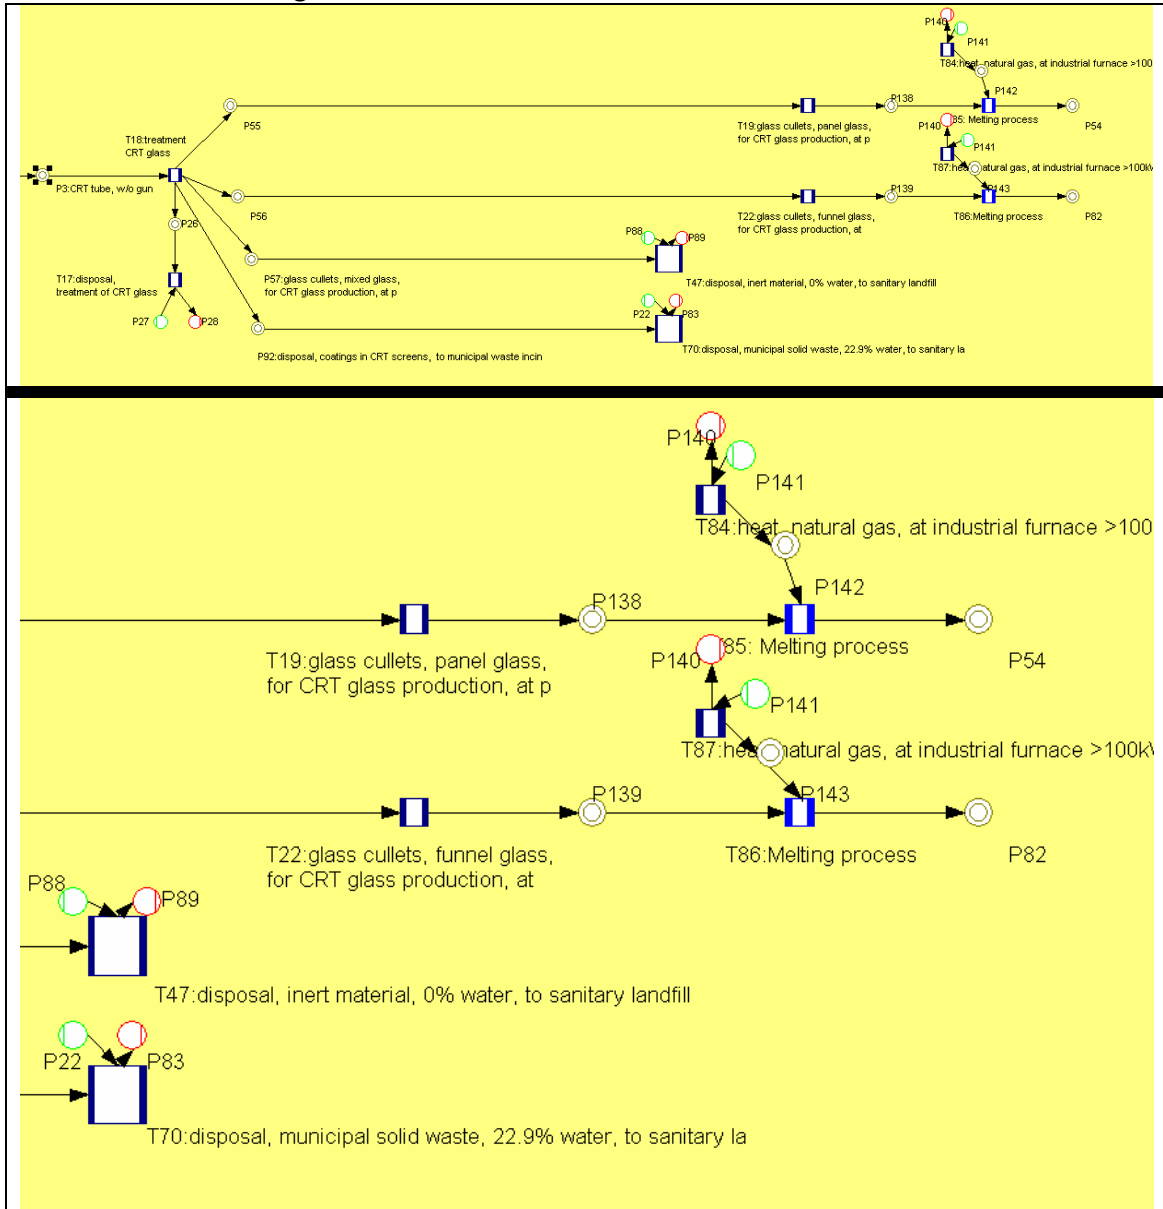 P140
P141
T84:heat, natural gas, at industrial furnace >100
P142
P138
T85: Melting process
P54
P55
T18:treatment
CRT glass
T19:glass cullets, panel glass,
for CRT glass production, at p
P140
P141
T87:heat, natural gas, at industrial furnace >100kW
P3:CRT tube, w/o gun
P139
P143
P56
T22:glass cullets, funnel glass,
for CRT glass production, at
T86:Melting process
P82
P26
P88
P89
T17:disposal,
treatment of CRT glass
P57:glass cullets, mixed glass,
for CRT glass production, at p
T47:disposal, inert material, 0% water, to sanitary landfill
P27
P28
P22
P83
P92:disposal, coatings in CRT screens, to municipal waste incin
T70:disposal, municipal solid waste, 22.9% water, to sanitary la
P140
P141
T84:heat, natural gas, at industrial furnace >100
P142
P138
T85: Melting process
P54
T19:glass cullets, panel glass,
for CRT glass production, at p
P140
P141
T87:heat, natural gas, at industrial furnace >100kW
P139
P143
T22:glass cullets, funnel glass,
for CRT glass production, at
T86:Melting process
P82
P88
P89
T47:disposal, inert material, 0% water, to sanitary landfill
P22
P83
T70:disposal, municipal solid waste, 22.9% water, to sanitary la